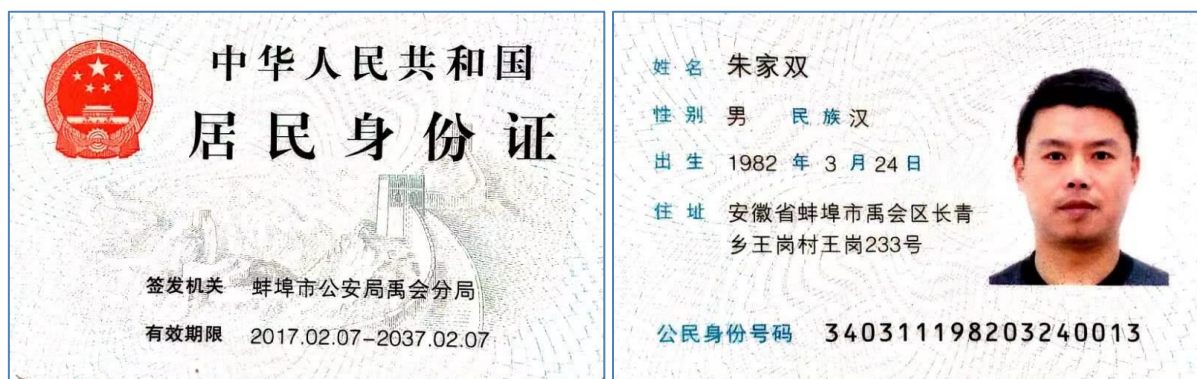 中华人民共和国
居民身份证
签发机关 蚌埠市公安局禹会分局
有效期限 2017.02.07-2037.02.07
姓名 朱家双
性别 男 民族 汉
出生 1982 年 3 月 24 日
住址 安徽省蚌埠市禹会区长青
乡王岗村王岗233号
公民身份号码 340311198203240013